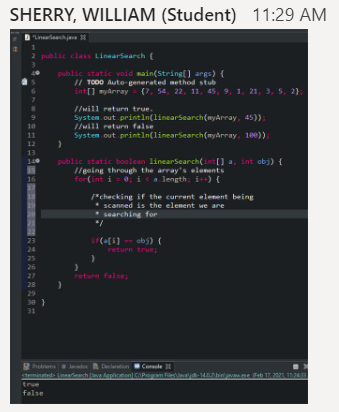 SHERRY, WILLIAM (Student) 11:29 AM
*LinearSearch.java
1
2 public class LinearSearch {
3
4 public static void main(String[] args) {
5 // TODO Auto-generated method stub
6 int[] myArray = {7, 54, 22, 11, 45, 9, 1, 21, 3, 5, 2};
7
8 //will return true.
9 System.out.println(linearSearch(myArray, 45));
10 //will return false
11 System.out.println(linearSearch(myArray, 100));
12 }
13
14 public static boolean linearSearch(int[] a, int obj) {
15 //going through the array's elements
16 for(int i = 0; i < a.length; i++) {
17
18 /*checking if the current element being
19 * scanned is the element we are
20 * searching for
21 */
22
23 if(a[i] == obj) {
24 return true;
25 }
26 }
27 return false;
28 }
29
30 }
31
Problems Javadoc Declaration Console
<terminated> LinearSearch [Java Application] C:\Program Files\Java\jdk-14.0.2\bin\javaw.exe (Feb 17, 2021,
true
false